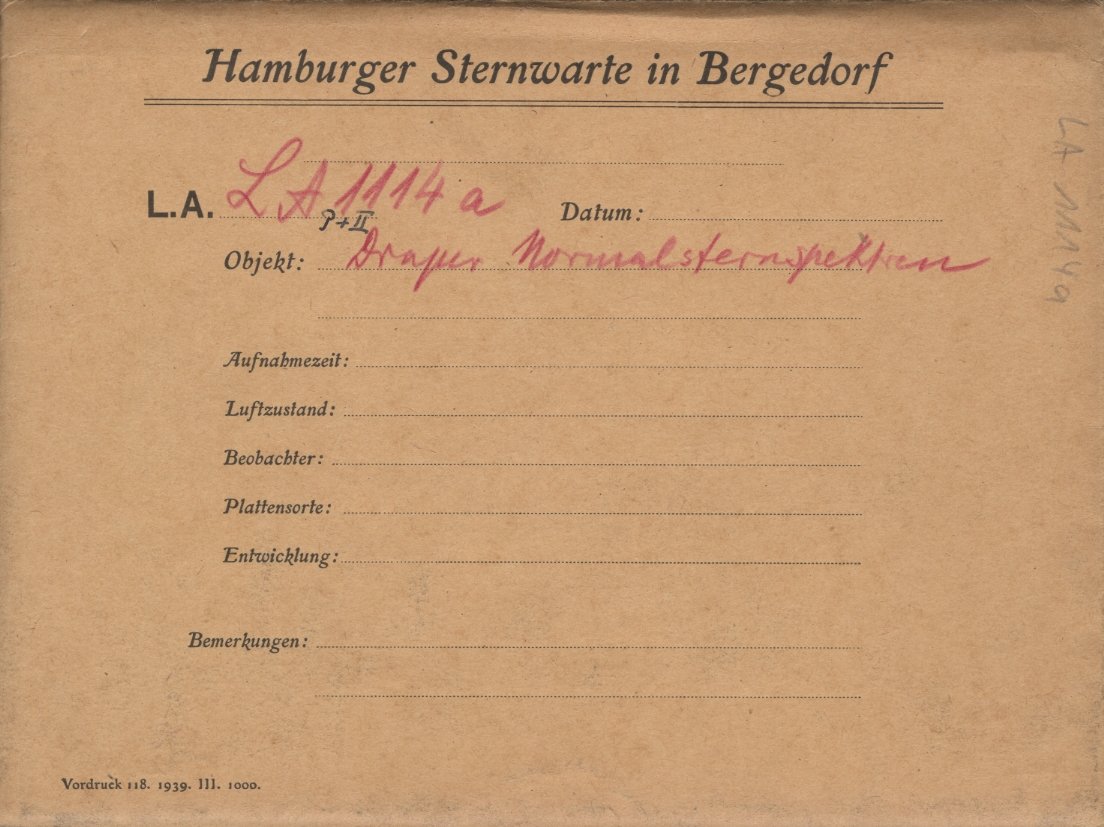 Hamburger Sternwarte in Bergedorf
L.A. LA 1114 a Datum:
P+II
Objekt: Draper Normalsternspektren
Aufnahmezeit:
Luftzustand:
Beobachter:
Plattensorte:
Entwicklung:
Bemerkungen:
Vordruck 118. 1939. III. 1000.
LA 1114a